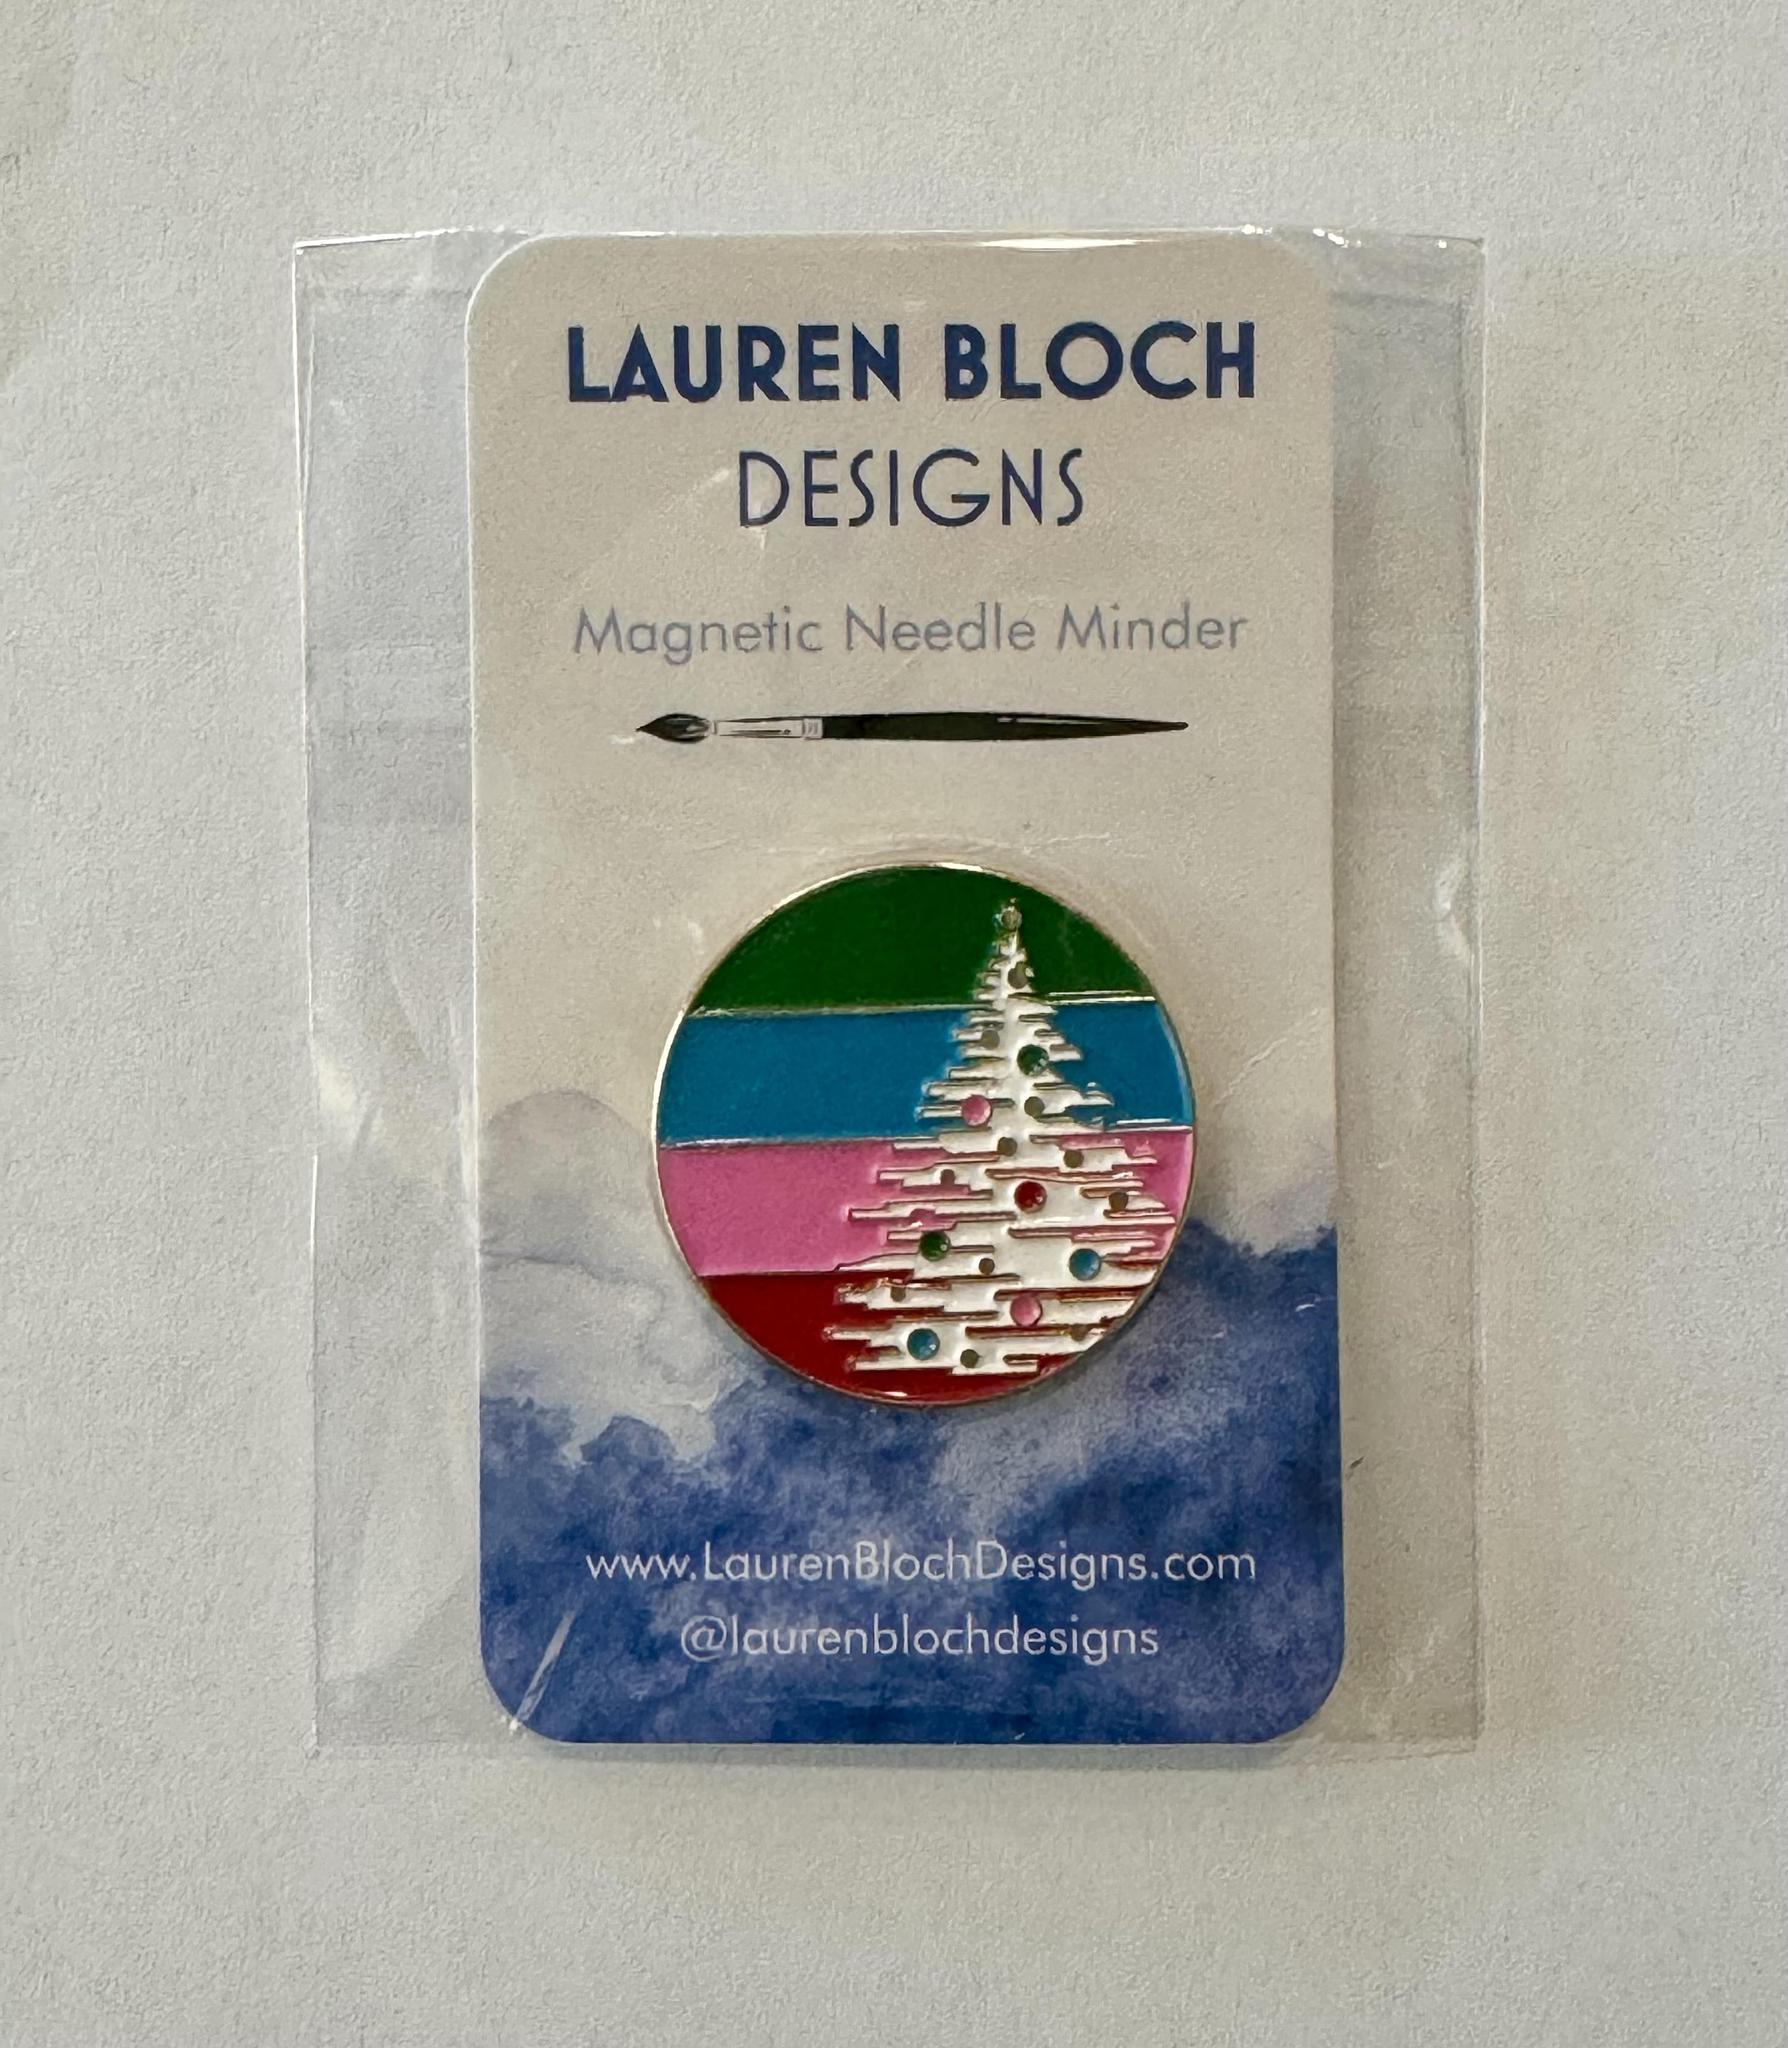 LAUREN BLOCH
DESIGNS
Magnetic Needle Minder
www.LaurenBlochDesigns.com
@laurenblochdesigns